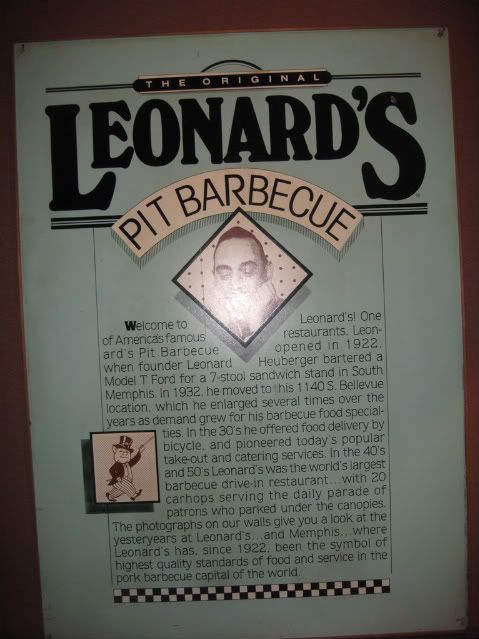 THE ORIGINAL
LEONARD'S
PIT BARBECUE
Welcome to Leonard's! One
of America's famous restaurants. Leon-
ard's Pit Barbecue opened in 1922,
when founder Leonard Heuberger bartered a
Model T Ford for a 7-stool sandwich stand in South
Memphis. In 1932, he moved to his 1140 S. Bellevue
location, which he enlarged several times over the
years as demand grew for his barbecue food special-
ties. In the 30's he offered food delivery by
bicycle, and pioneered today's popular
take-out and catering services. In the 40's
and 50's Leonard's was the world's largest
barbecue drive-in restaurant...with 20
carhops serving the daily parade of
patrons who parked under the canopies.
The photographs on our walls give you a look at the
yesteryears at Leonard's...and Memphis...where
Leonard's has, since 1922, been the symbol of
highest quality standards of food and service in the
pork barbecue capital of the world.